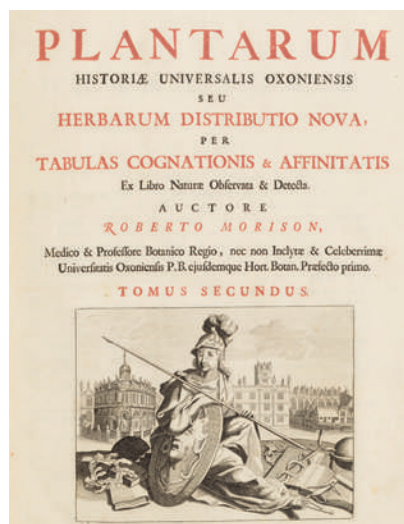 PLANTARUM
HISTORIÆ UNIVERSALIS OXONIENSIS
SEU
HERBARUM DISTRIBUTIO NOVA,
PER
TABULAS COGNATIONIS & AFFINITATIS
Ex Libro Naturæ Obſervata & Detecta.
AUCTORE
ROBERTO MORISON,
Medico & Profeſſore Botanico Regio, nec non Inclytæ & Celeberrimæ
Univerſitatis Oxonienſis P.B. ejuſdemque Hort. Botan. Præfecto primo.
TOMUS SECUNDUS.